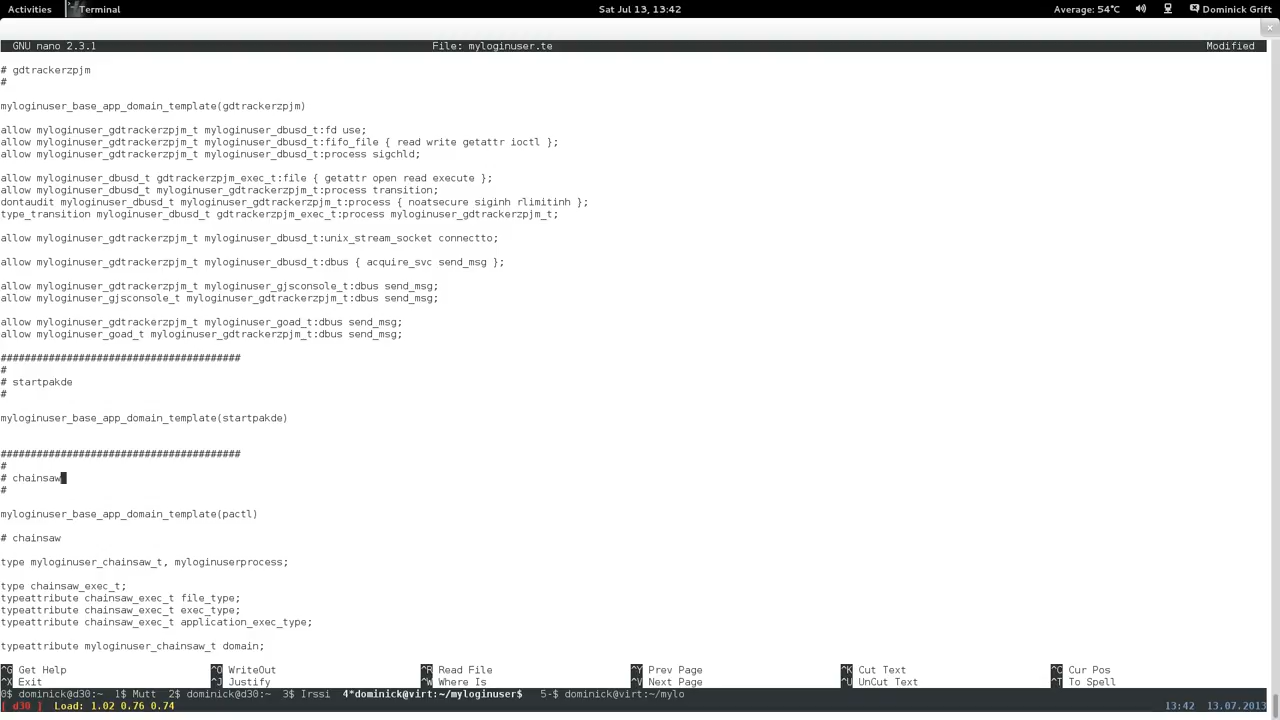 Activities Terminal Sat Jul 13, 13:42 Average: 54°C Dominick Grift
GNU nano 2.3.1 File: myloginuser.te Modified
# gdtrackerzpjm
#
myloginuser_base_app_domain_template(gdtrackerzpjm)
allow myloginuser_gdtrackerzpjm_t myloginuser_dbusd_t:fd use;
allow myloginuser_gdtrackerzpjm_t myloginuser_dbusd_t:fifo_file { read write getattr ioctl };
allow myloginuser_gdtrackerzpjm_t myloginuser_dbusd_t:process sigchld;
allow myloginuser_dbusd_t gdtrackerzpjm_exec_t:file { getattr open read execute };
allow myloginuser_dbusd_t myloginuser_gdtrackerzpjm_t:process transition;
dontaudit myloginuser_dbusd_t myloginuser_gdtrackerzpjm_t:process { noatsecure siginh rlimitinh };
type_transition myloginuser_dbusd_t gdtrackerzpjm_exec_t:process myloginuser_gdtrackerzpjm_t;
allow myloginuser_gdtrackerzpjm_t myloginuser_dbusd_t:unix_stream_socket connectto;
allow myloginuser_gdtrackerzpjm_t myloginuser_dbusd_t:dbus { acquire_svc send_msg };
allow myloginuser_gdtrackerzpjm_t myloginuser_gjsconsole_t:dbus send_msg;
allow myloginuser_gjsconsole_t myloginuser_gdtrackerzpjm_t:dbus send_msg;
allow myloginuser_gdtrackerzpjm_t myloginuser_goad_t:dbus send_msg;
allow myloginuser_goad_t myloginuser_gdtrackerzpjm_t:dbus send_msg;
########################################
#
# startpakde
#
myloginuser_base_app_domain_template(startpakde)
########################################
#
# chainsaw
#
myloginuser_base_app_domain_template(pactl)
# chainsaw
type myloginuser_chainsaw_t, myloginuserprocess;
type chainsaw_exec_t;
typeattribute chainsaw_exec_t file_type;
typeattribute chainsaw_exec_t exec_type;
typeattribute chainsaw_exec_t application_exec_type;
typeattribute myloginuser_chainsaw_t domain;
^G Get Help ^O WriteOut ^R Read File ^Y Prev Page ^K Cut Text ^C Cur Pos
^X Exit ^J Justify ^W Where Is ^V Next Page ^U UnCut Text ^T To Spell
0$ dominick@d30:~ 1$ Mutt 2$ dominick@d30:~ 3$ Irssi 4*dominick@virt:~/myloginuser$ 5-$ dominick@virt:~/mylo
[ d30 ] Load: 1.02 0.76 0.74 13:42 13.07.2013